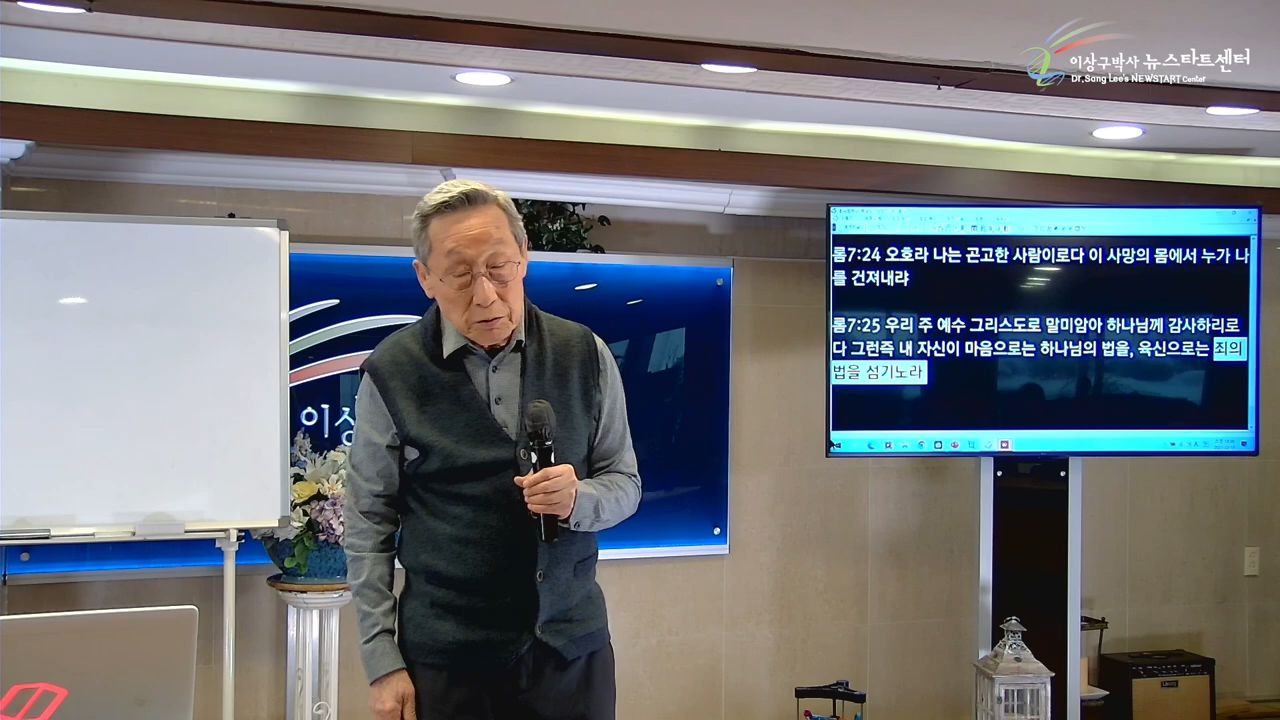 이상구박사 뉴스타트센터
Dr.Sang Lee's NEWSTART Center
롬7:24 오호라 나는 곤고한 사람이로다 이 사망의 몸에서 누가 나
를 건져내랴
롬7:25 우리 주 예수 그리스도로 말미암아 하나님께 감사하리로
다 그런즉 내 자신이 마음으로는 하나님의 법을, 육신으로는 죄의
법을 섬기노라
이상